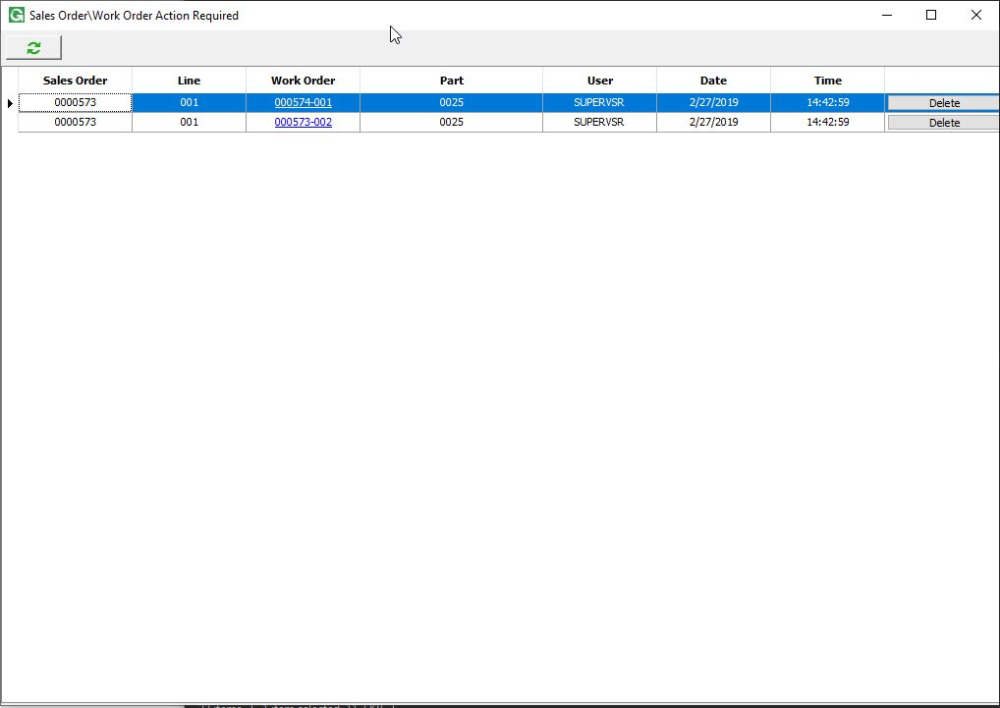 Sales Order\Work Order Action Required
Sales Order Line Work Order Part User Date Time
0000573 001 000574-001 0025 SUPERVSR 2/27/2019 14:42:59 Delete
0000573 001 000573-002 0025 SUPERVSR 2/27/2019 14:42:59 Delete